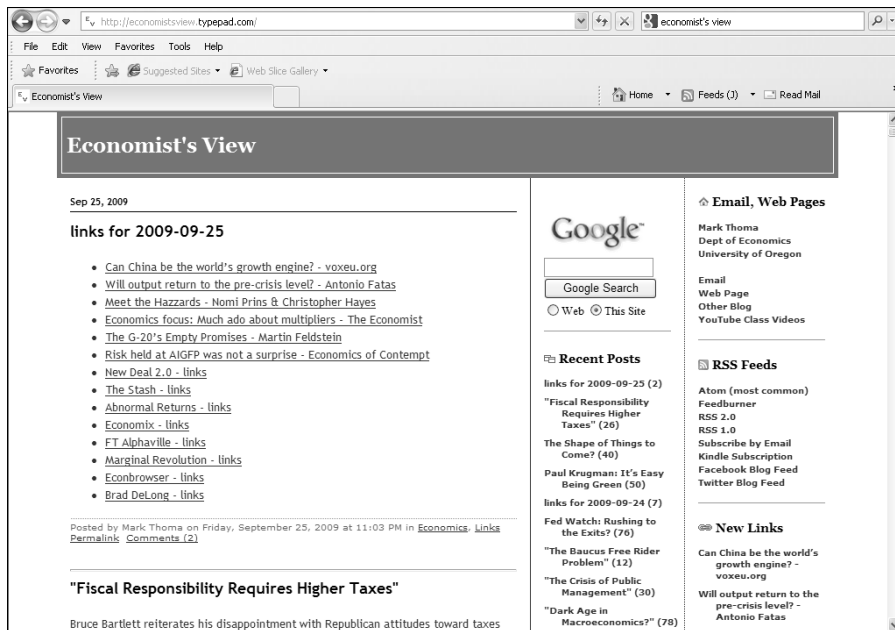 http://economistsview.typepad.com/
economist's view
File Edit View Favorites Tools Help
Favorites Suggested Sites Web Slice Gallery
Economist's View
Home Feeds (J) Read Mail
Economist's View
Sep 25, 2009
links for 2009-09-25
Can China be the world's growth engine? - voxeu.org
Will output return to the pre-crisis level? - Antonio Fatas
Meet the Hazzards - Nomi Prins & Christopher Hayes
Economics focus: Much ado about multipliers - The Economist
The G-20's Empty Promises - Martin Feldstein
Risk held at AIGFP was not a surprise - Economics of Contempt
New Deal 2.0 - links
The Stash - links
Abnormal Returns - links
Economix - links
FT Alphaville - links
Marginal Revolution - links
Econbrowser - links
Brad DeLong - links
Posted by Mark Thoma on Friday, September 25, 2009 at 11:03 PM in Economics, Links
Permalink Comments (2)
"Fiscal Responsibility Requires Higher Taxes"
Bruce Bartlett reiterates his disappointment with Republican attitudes toward taxes
Google
Google Search
Web This Site
Recent Posts
links for 2009-09-25 (2)
"Fiscal Responsibility
Requires Higher
Taxes" (26)
The Shape of Things to
Come? (40)
Paul Krugman: It's Easy
Being Green (50)
links for 2009-09-24 (7)
Fed Watch: Rushing to
the Exits? (76)
"The Baucus Free Rider
Problem" (12)
"The Crisis of Public
Management" (30)
"Dark Age in
Macroeconomics?" (78)
Email, Web Pages
Mark Thoma
Dept of Economics
University of Oregon
Email
Web Page
Other Blog
YouTube Class Videos
RSS Feeds
Atom (most common)
Feedburner
RSS 2.0
RSS 1.0
Subscribe by Email
Kindle Subscription
Facebook Blog Feed
Twitter Blog Feed
New Links
Can China be the world's
growth engine? -
voxeu.org
Will output return to the
pre-crisis level? -
Antonio Fatas